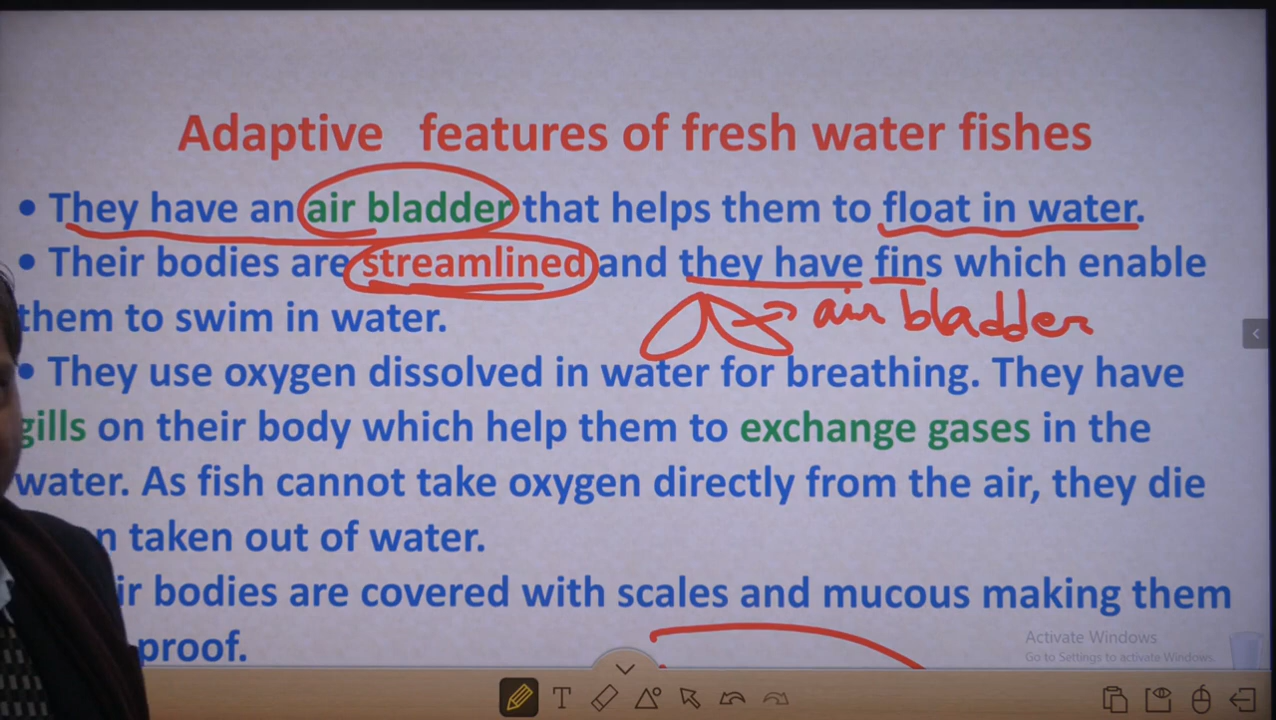 Adaptive features of fresh water fishes
• They have an air bladder that helps them to float in water.
• Their bodies are streamlined and they have fins which enable
them to swim in water.
air bladder
• They use oxygen dissolved in water for breathing. They have
gills on their body which help them to exchange gases in the
water. As fish cannot take oxygen directly from the air, they die
n taken out of water.
ir bodies are covered with scales and mucous making them
proof.
Activate Windows
Go to Settings to activate Windows.
T